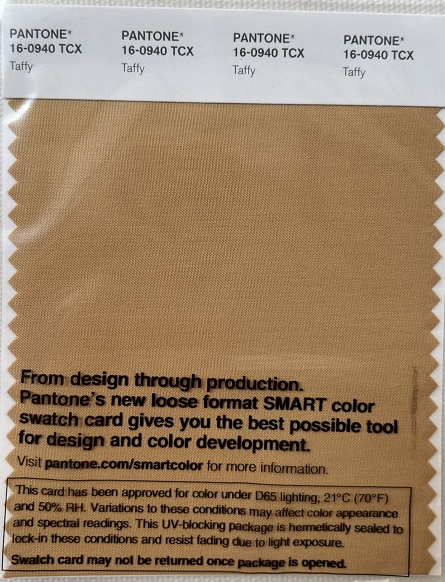 PANTONE® PANTONE® PANTONE® PANTONE®
16-0940 TCX 16-0940 TCX 16-0940 TCX 16-0940 TCX
Taffy Taffy Taffy Taffy
From design through production.
Pantone's new loose format SMART color
swatch card gives you the best possible tool
for design and color development.
Visit pantone.com/smartcolor for more information.
This card has been approved for color under D65 lighting, 21°C (70°F)
and 50% RH. Variations to these conditions may affect color appearance
and spectral readings. This UV-blocking package is hermetically sealed to
lock-in these conditions and resist fading due to light exposure.
Swatch card may not be returned once package is opened.